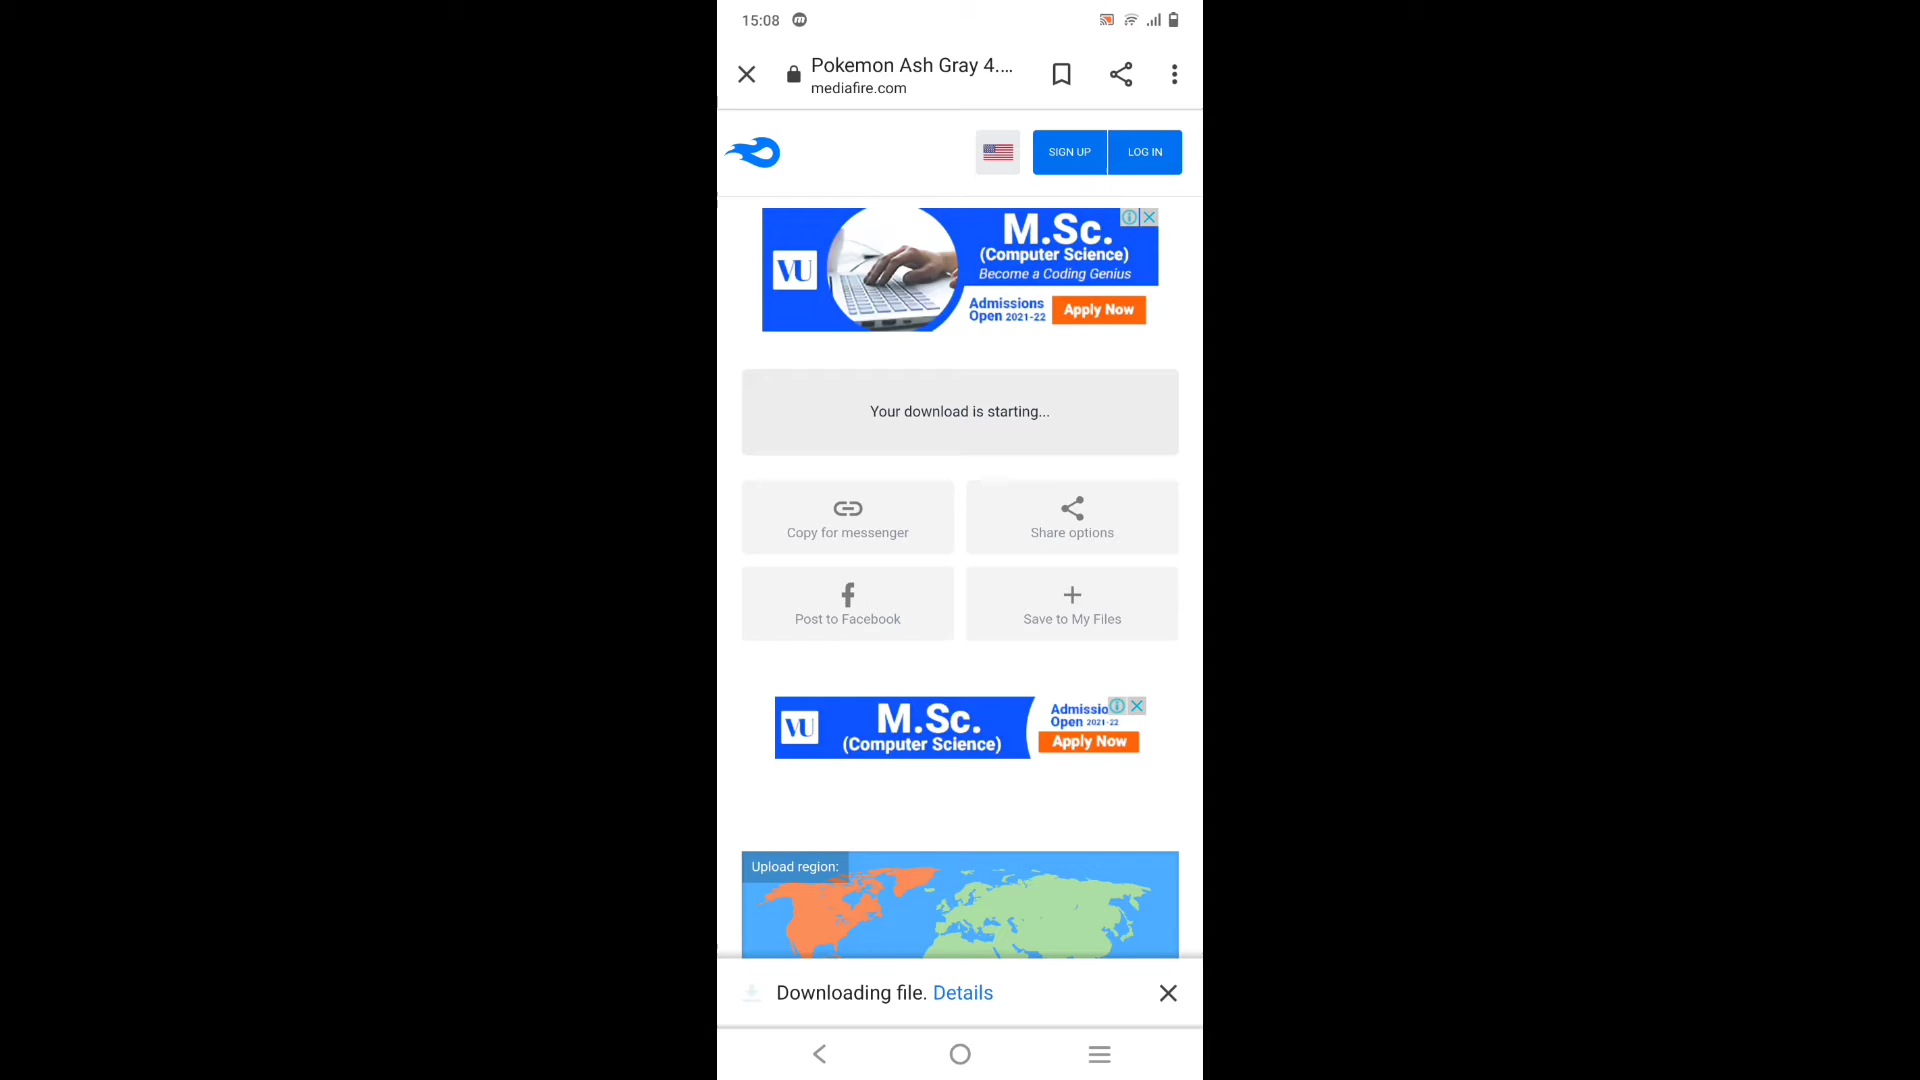 15:08
Pokemon Ash Gray 4....
mediafire.com
SIGN UP
LOG IN
VU
M.Sc.
(Computer Science)
Become a Coding Genius
Admissions
Open 2021-22
Apply Now
Your download is starting...
Copy for messenger
Share options
Post to Facebook
Save to My Files
VU
M.Sc.
(Computer Science)
Admissio
Open 2021-22
Apply Now
Upload region:
Downloading file. Details